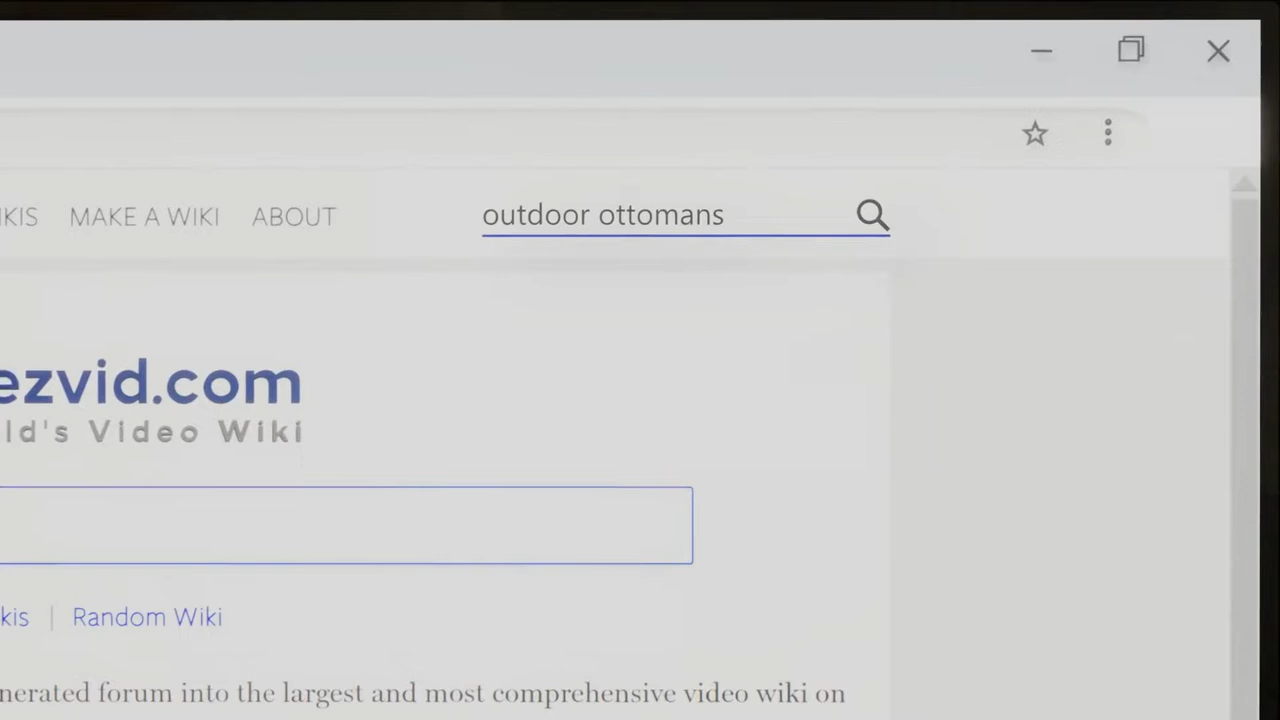 IKIS MAKE A WIKI ABOUT outdoor ottomans
ezvid.com
ld's Video Wiki
kis | Random Wiki
nerated forum into the largest and most comprehensive video wiki on